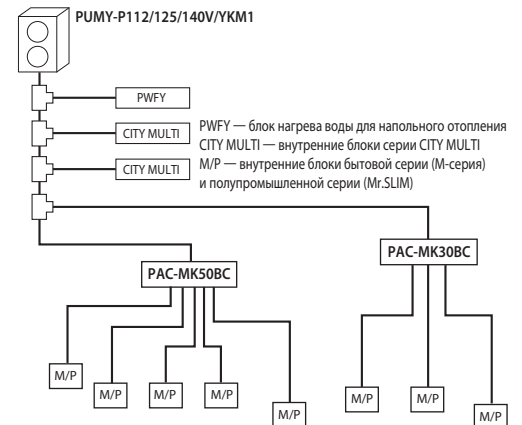 PUMY-P112/125/140V/YKM1
PWFY
CITY MULTI
CITY MULTI
PWFY — блок нагрева воды для напольного отопления
CITY MULTI — внутренние блоки серии CITY MULTI
M/P — внутренние блоки бытовой серии (М-серия)
и полупромышленной серии (Mr.SLIM)
PAC-MK50BC
PAC-MK30BC
M/P
M/P
M/P
M/P
M/P
M/P
M/P
M/P